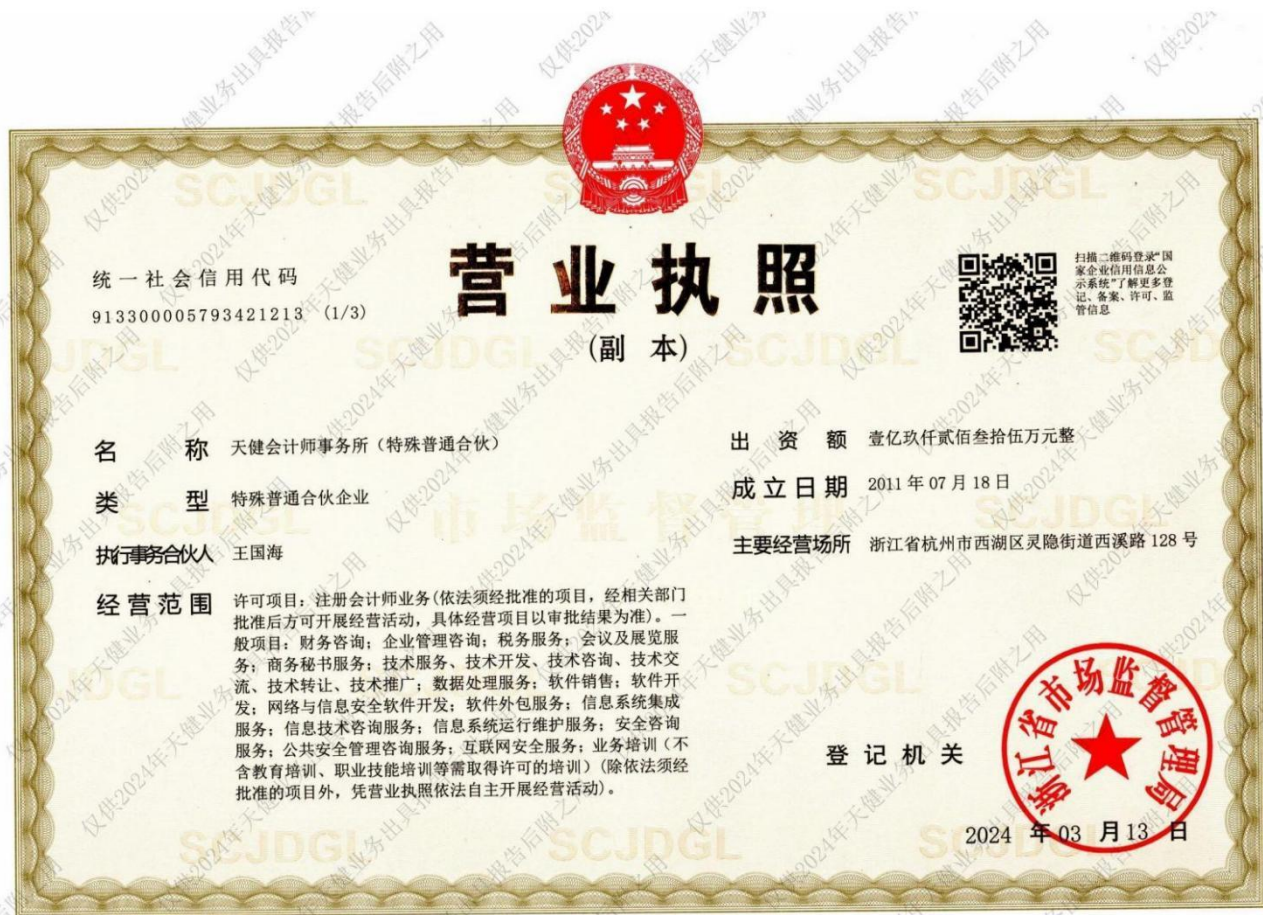 营业执照
(副 本)
统一社会信用代码
913300005793421213 (1/3)
扫描二维码登录“国
家企业信用信息公
示系统”了解更多登
记、备案、许可、监
管信息
名 称 天健会计师事务所（特殊普通合伙）
类 型 特殊普通合伙企业
执行事务合伙人 王国海
经营范围 许可项目：注册会计师业务(依法须经批准的项目，经相关部门
批准后方可开展经营活动，具体经营项目以审批结果为准)。一
般项目：财务咨询；企业管理咨询；税务服务；会议及展览服
务；商务秘书服务；技术服务、技术开发、技术咨询、技术交
流、技术转让、技术推广；数据处理服务；软件销售；软件开
发；网络与信息安全软件开发；软件外包服务；信息系统集成
服务；信息技术咨询服务；信息系统运行维护服务；安全咨询
服务；公共安全管理咨询服务；互联网安全服务；业务培训（不
含教育培训、职业技能培训等需取得许可的培训）(除依法须经
批准的项目外，凭营业执照依法自主开展经营活动)。
出 资 额 壹亿玖仟贰佰叁拾伍万元整
成立日期 2011年07月18日
主要经营场所 浙江省杭州市西湖区灵隐街道西溪路128号
登记机关
浙江省市场监督管理局
2024 年 03 月 13 日
市场监督管理
SCJDGL
仅供2024年天健业务出具报告后附之用